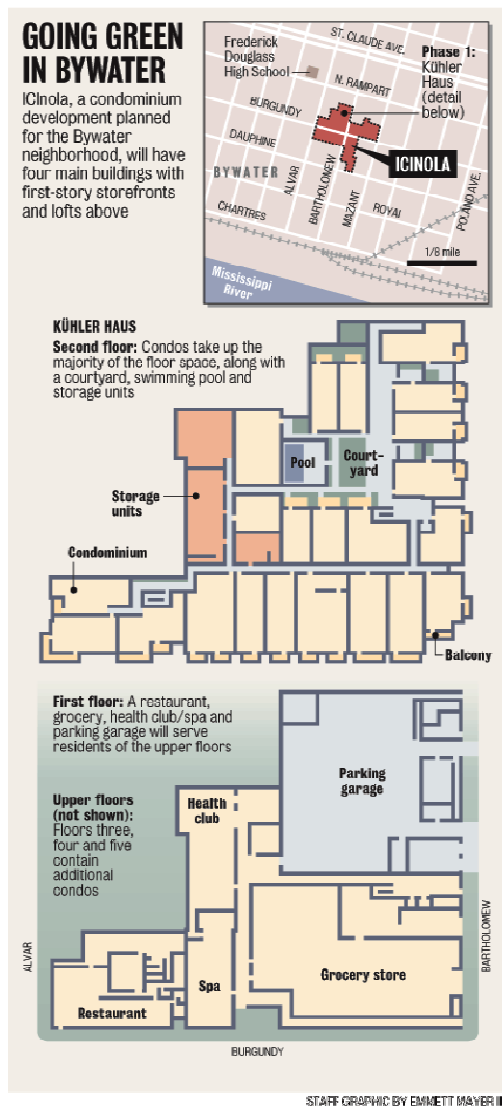 GOING GREEN
IN BYWATER
ICInola, a condominium
development planned
for the Bywater
neighborhood, will have
four main buildings with
first-story storefronts
and lofts above
Frederick
Douglass
High School
ST. CLAUDE AVE.
Phase 1:
Kühler
Haus
(detail
below)
N. RAMPART
BURGUNDY
DAUPHINE
BYWATER
ICINOLA
ALVAR
BARTHOLOMEW
MAZANT
ROYAL
POLAND AVE.
CHARTRES
1/8 mile
Mississippi
River
KÜHLER HAUS
Second floor: Condos take up the
majority of the floor space, along with
a courtyard, swimming pool and
storage units
Pool
Court-
yard
Storage
units
Condominium
Balcony
First floor: A restaurant,
grocery, health club/spa and
parking garage will serve
residents of the upper floors
Parking
garage
Upper floors
(not shown):
Floors three,
four and five
contain
additional
condos
Health
club
ALVAR
BARTHOLOMEW
Spa
Grocery store
Restaurant
BURGUNDY
STAFF GRAPHIC BY EMMETT MAYER II